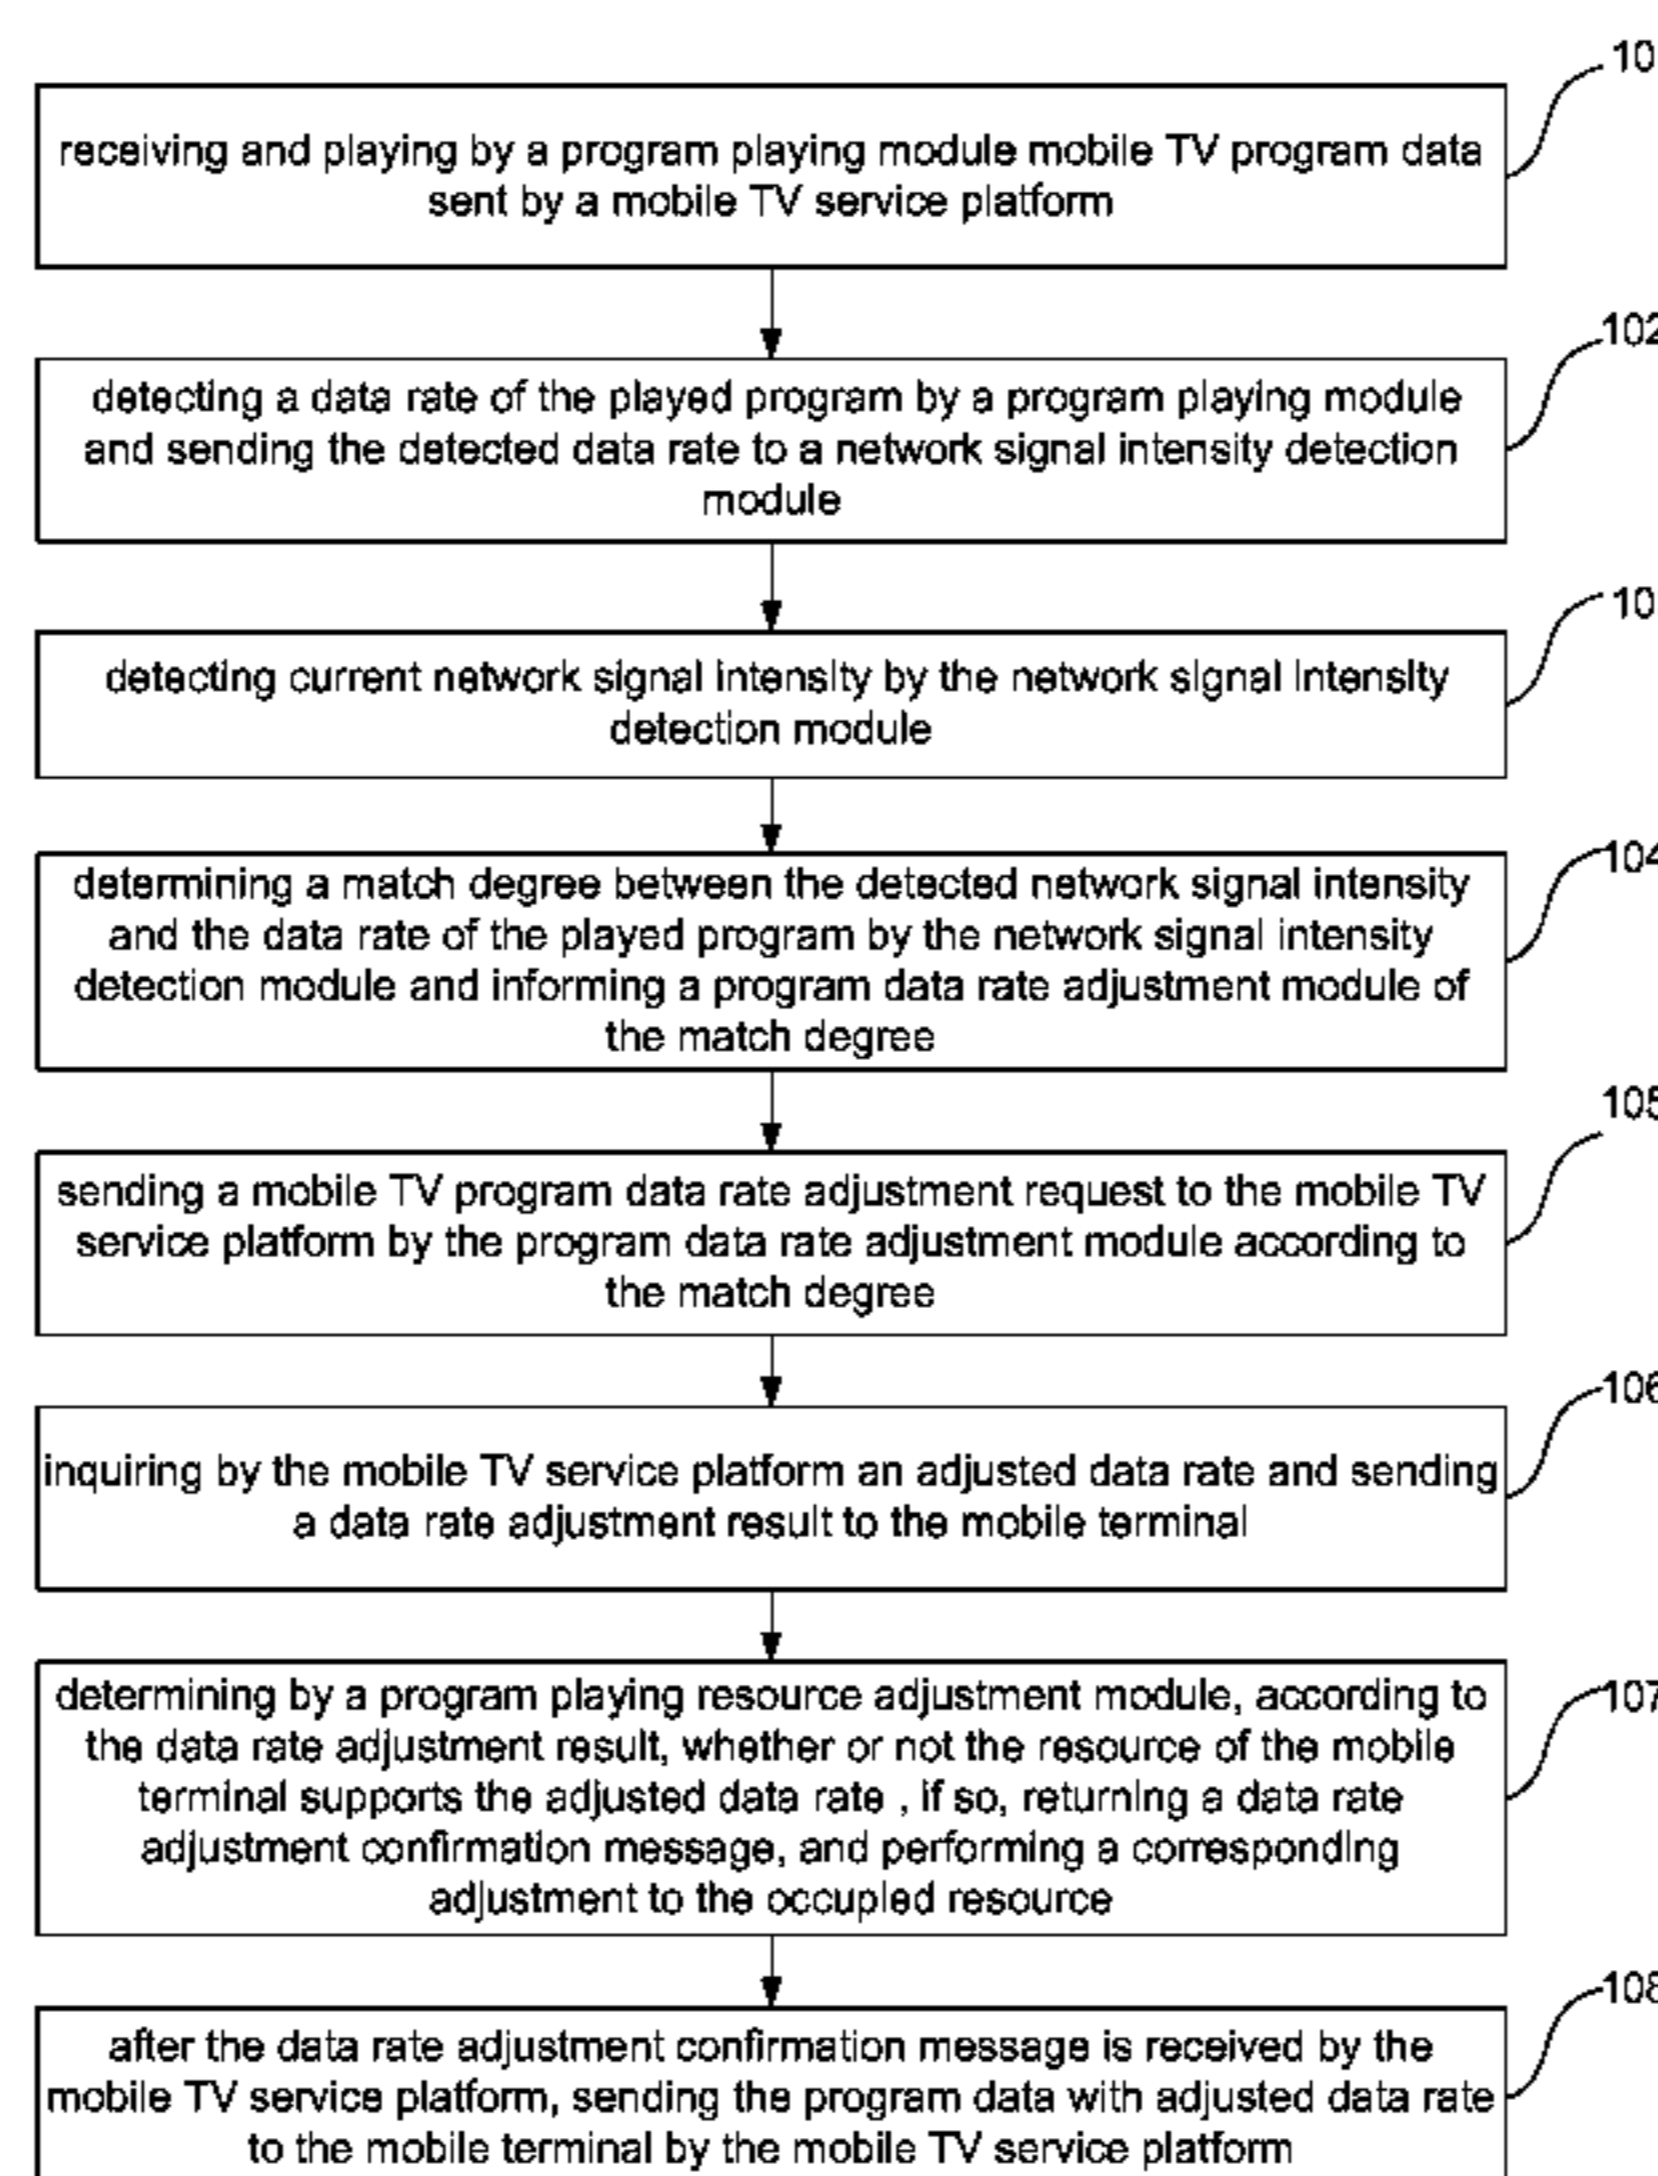 10
receiving and playing by a program playing module mobile TV program data
sent by a mobile TV service platform
102
detecting a data rate of the played program by a program playing module
and sending the detected data rate to a network signal intensity detection
module
10
detecting current network signal intensity by the network signal intensity
detection module
104
determining a match degree between the detected network signal intensity
and the data rate of the played program by the network signal intensity
detection module and informing a program data rate adjustment module of
the match degree
105
sending a mobile TV program data rate adjustment request to the mobile TV
service platform by the program data rate adjustment module according to
the match degree
106
inquiring by the mobile TV service platform an adjusted data rate and sending
a data rate adjustment result to the mobile terminal
107
determining by a program playing resource adjustment module, according to
the data rate adjustment result, whether or not the resource of the mobile
terminal supports the adjusted data rate , if so, returning a data rate
adjustment confirmation message, and performing a corresponding
adjustment to the occupied resource
108
after the data rate adjustment confirmation message is received by the
mobile TV service platform, sending the program data with adjusted data rate
to the mobile terminal by the mobile TV service platform